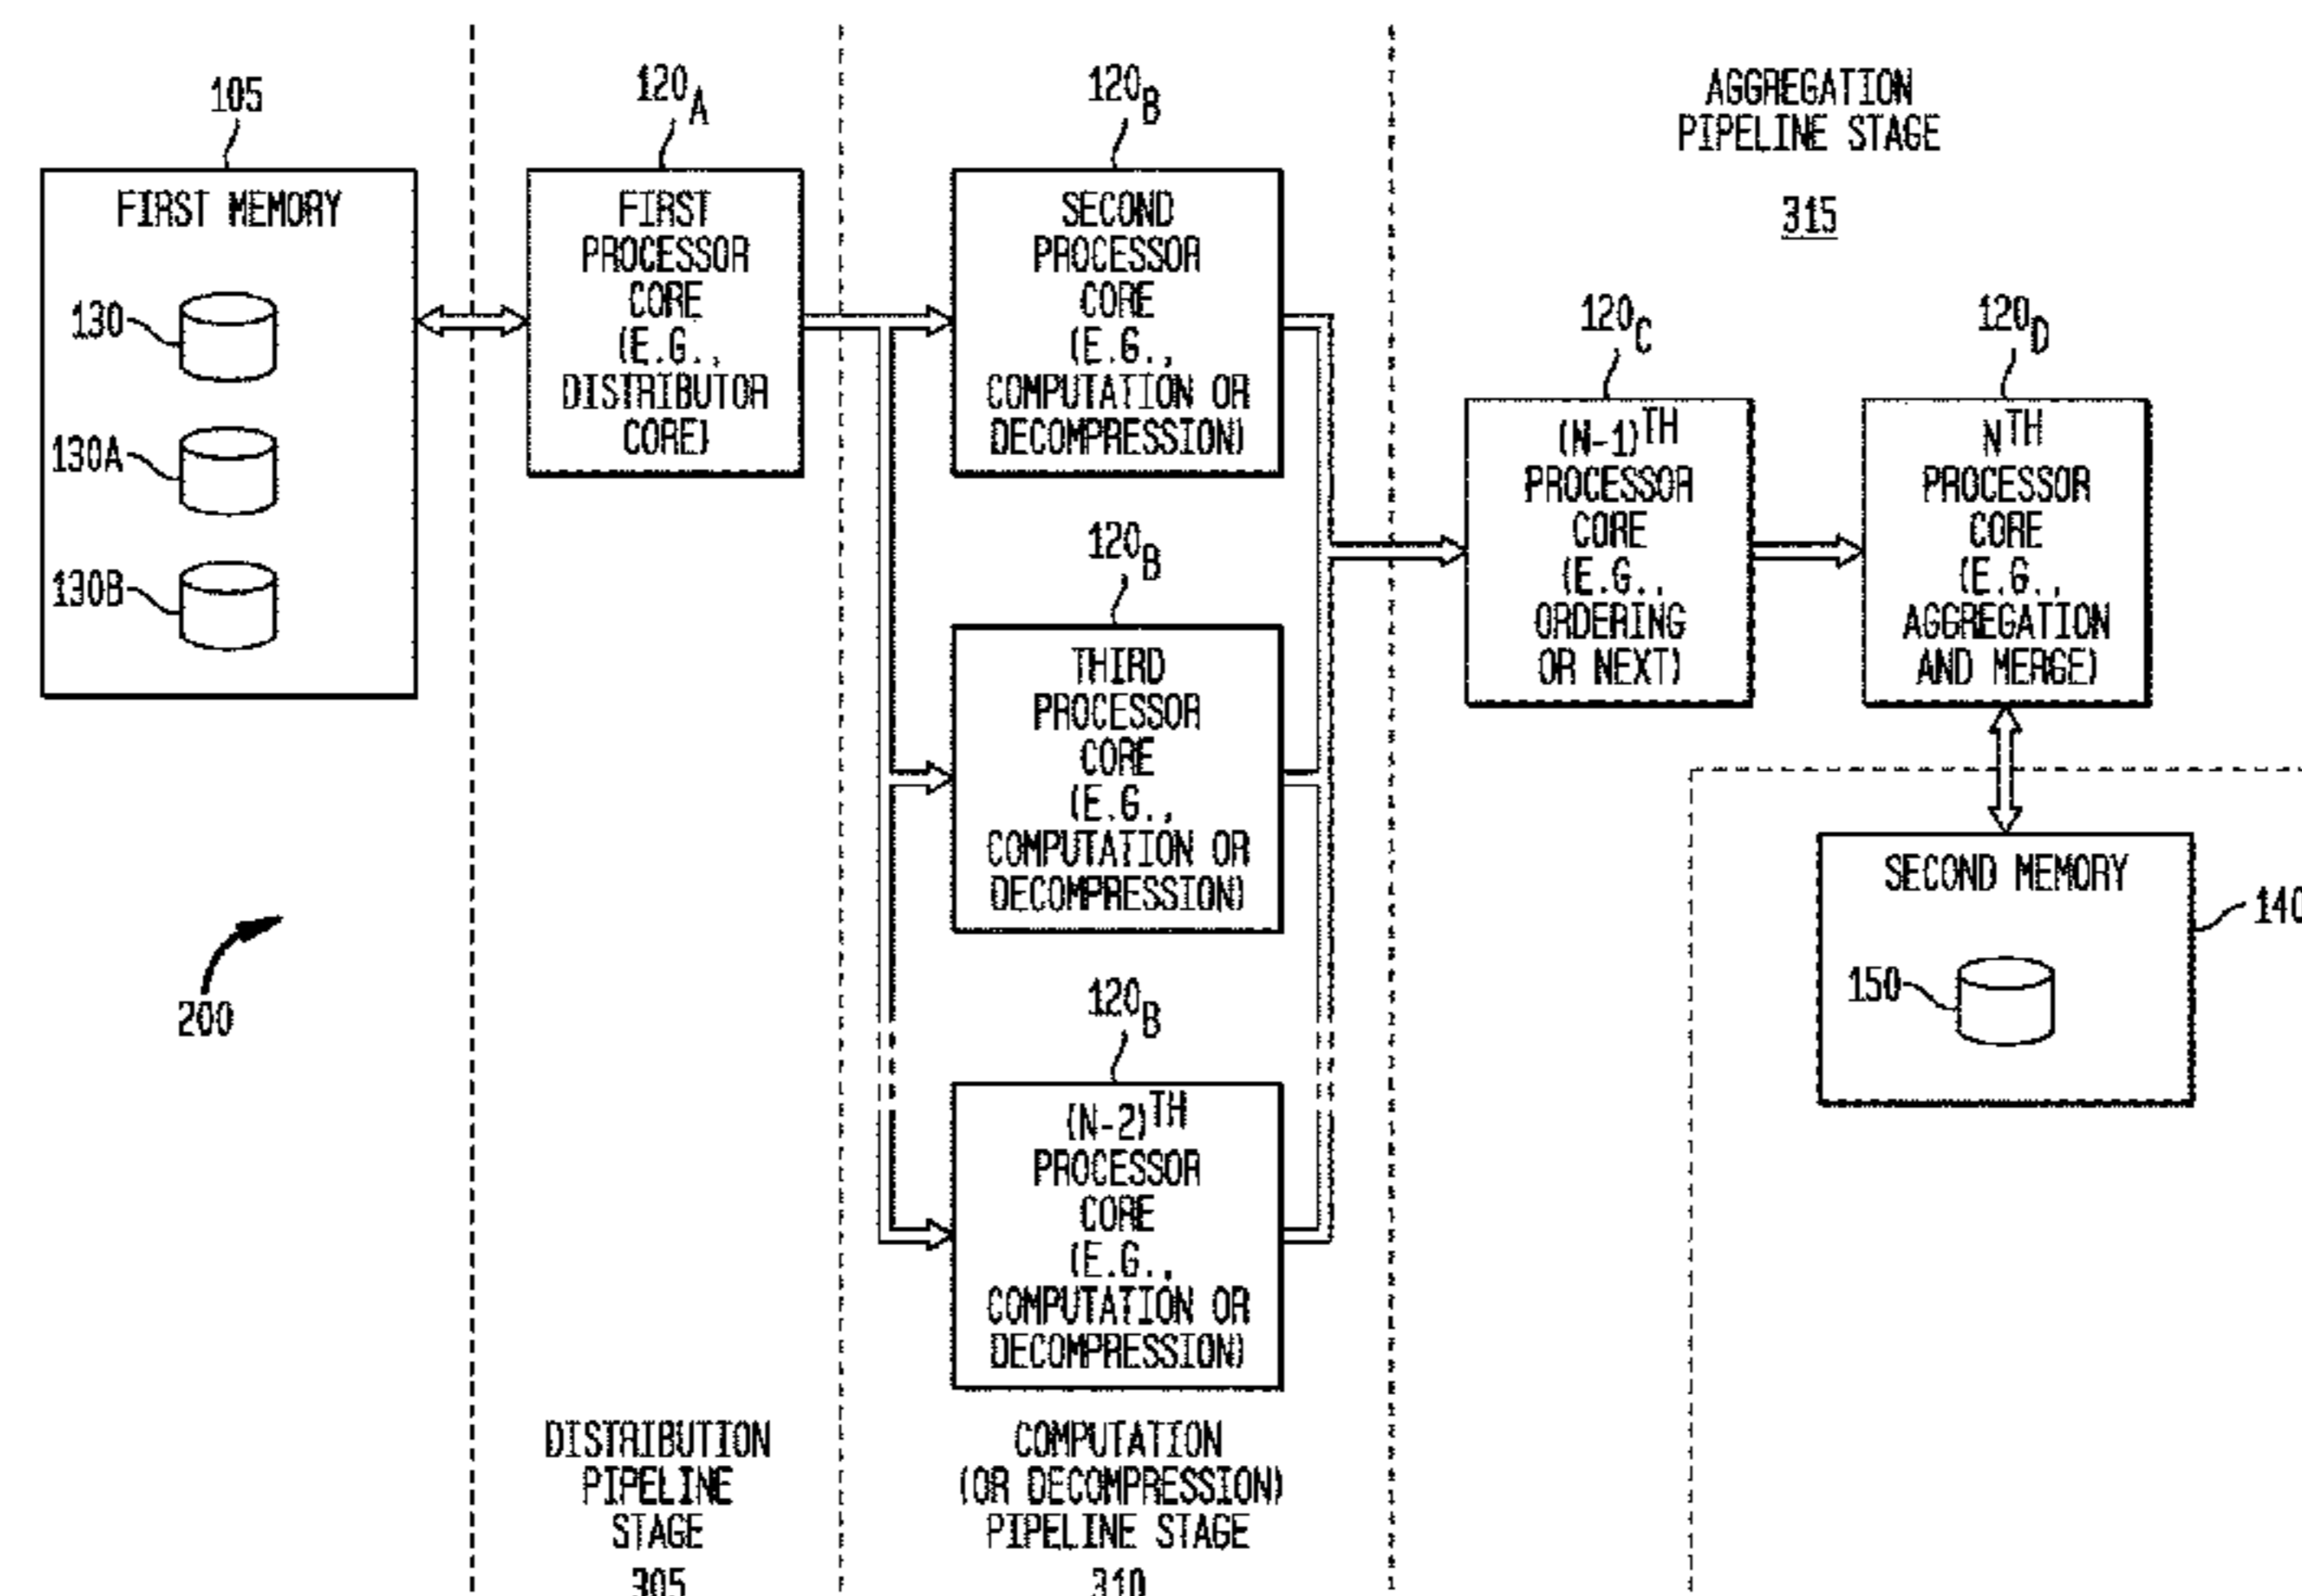 105
FIRST MEMORY
130
130A
130B
200
120A
FIRST
PROCESSOR
CORE
(E.G.,
DISTRIBUTOR
CORE)
DISTRIBUTION
PIPELINE
STAGE
305
120B
SECOND
PROCESSOR
CORE
(E.G.,
COMPUTATION OR
DECOMPRESSION)
120B
THIRD
PROCESSOR
CORE
(E.G.,
COMPUTATION OR
DECOMPRESSION)
120B
(N-2)TH
PROCESSOR
CORE
(E.G.,
COMPUTATION OR
DECOMPRESSION)
COMPUTATION
(OR DECOMPRESSION)
PIPELINE STAGE
310
AGGREGATION
PIPELINE STAGE
315
120C
(N-1)TH
PROCESSOR
CORE
(E.G.,
ORDERING
OR NEXT)
120D
NTH
PROCESSOR
CORE
(E.G.,
AGGREGATION
AND MERGE)
SECOND MEMORY
140
150